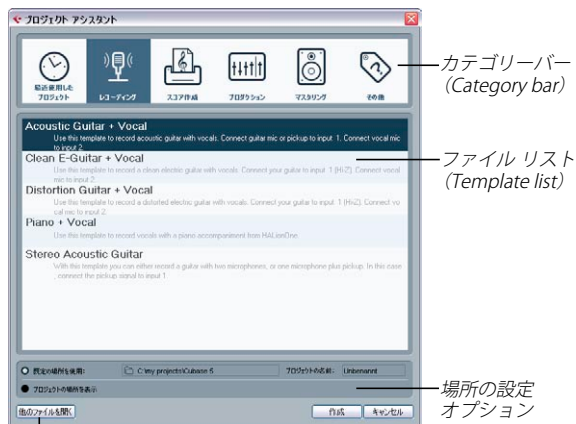 プロジェクト アシスタント
最近使用した
プロジェクト
レコーディング
スコア作成
プロダクション
マスタリング
その他
カテゴリーバー
(Category bar)
Acoustic Guitar + Vocal
Use this template to record acoustic guitar with vocals. Connect guitar mic or pickup to input 1. Connect vocal mic
to input 2.
Clean E-Guitar + Vocal
Use this template to record a clean electric guitar with vocals. Connect your guitar to input 1 (Hi-Z). Connect vocal
mic to input 2.
Distortion Guitar + Vocal
Use this template to record a distorted electric guitar with vocals. Connect your guitar to input 1 (Hi-Z). Connect vo
cal mic to input 2.
Piano + Vocal
Use this template to record vocals with a piano accompaniment from HALionOne.
Stereo Acoustic Guitar
With this template you can either record a guitar with two microphones, or one microphone plus pickup. In this case
, connect the pickup signal to input 1.
ファイル リスト
(Template list)
既定の場所を使用:
C:\my projects\Cubase 5
プロジェクトの名前:
Unbenannt
プロジェクトの場所を表示
場所の設定
オプション
他のファイルを開く
作成
キャンセル